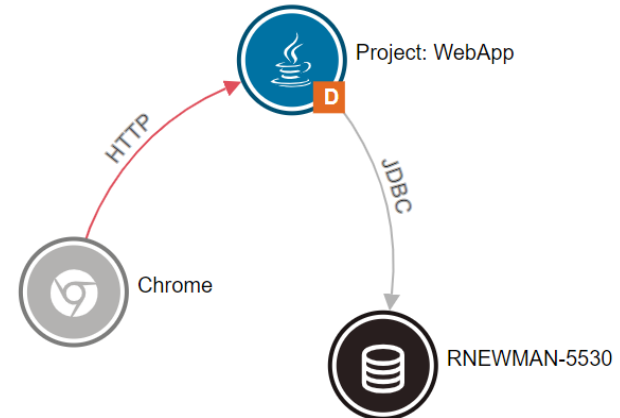 Project: WebApp
D
HTTP
JDBC
Chrome
RNEWMAN-5530